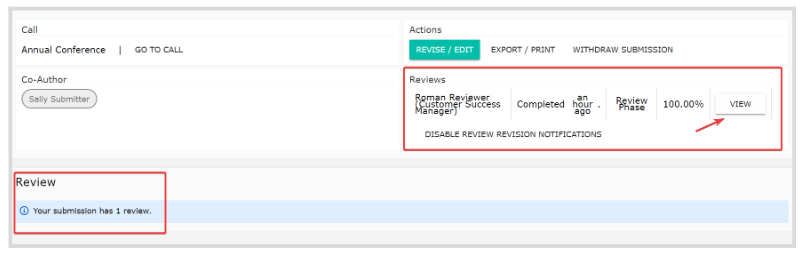 Call
Annual Conference | GO TO CALL
Actions
REVISE / EDIT EXPORT / PRINT WITHDRAW SUBMISSION
Co-Author
Sally Submitter
Reviews
Roman Reviewer
(Customer Success
Manager)
Completed
an
hour .
ago
Review
Phase
100.00%
VIEW
DISABLE REVIEW REVISION NOTIFICATIONS
Review
Your submission has 1 review.